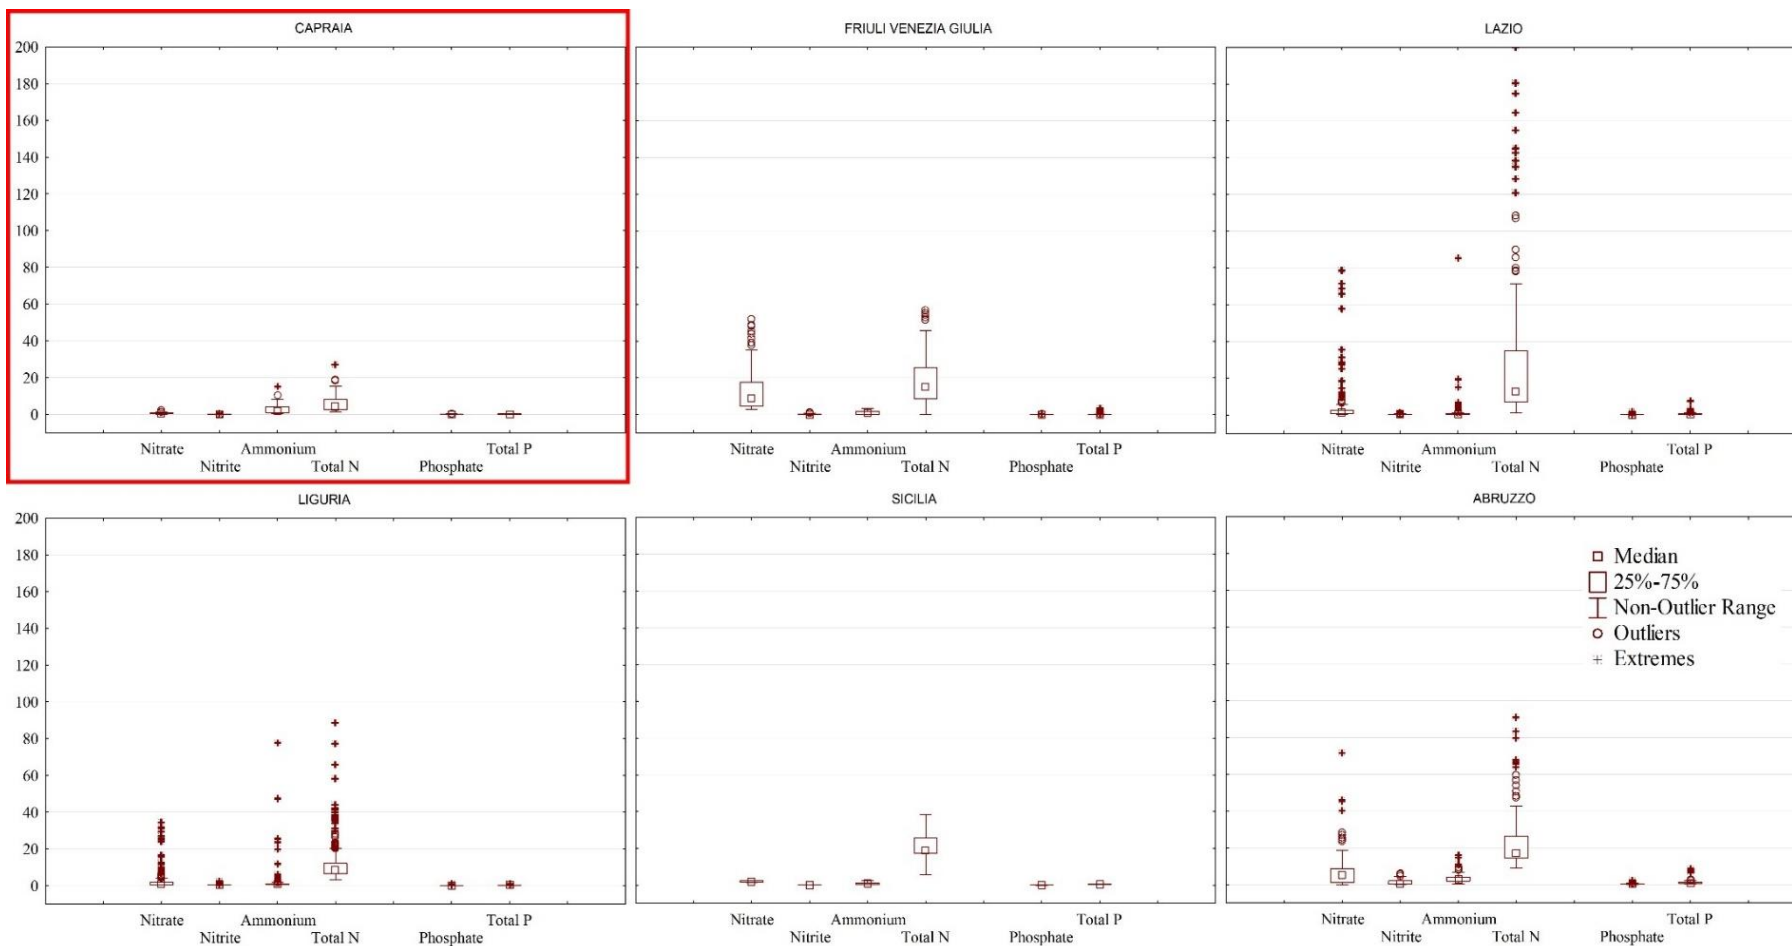 CAPRAIA
FRIULI VENEZIA GIULIA
LAZIO
200
180
160
140
120
100
80
60
40
20
0
Nitrate
Ammonium
Total P
Nitrite
Total N
Phosphate
Nitrate
Ammonium
Total P
Nitrite
Total N
Phosphate
Nitrate
Ammonium
Total P
Nitrite
Total N
Phosphate
LIGURIA
SICILIA
ABRUZZO
200
180
160
140
120
100
80
60
40
20
0
Median
25%-75%
Non-Outlier Range
Outliers
Extremes
Nitrate
Ammonium
Total P
Nitrite
Total N
Phosphate
Nitrate
Ammonium
Total P
Nitrite
Total N
Phosphate
Nitrate
Ammonium
Total P
Nitrite
Total N
Phosphate